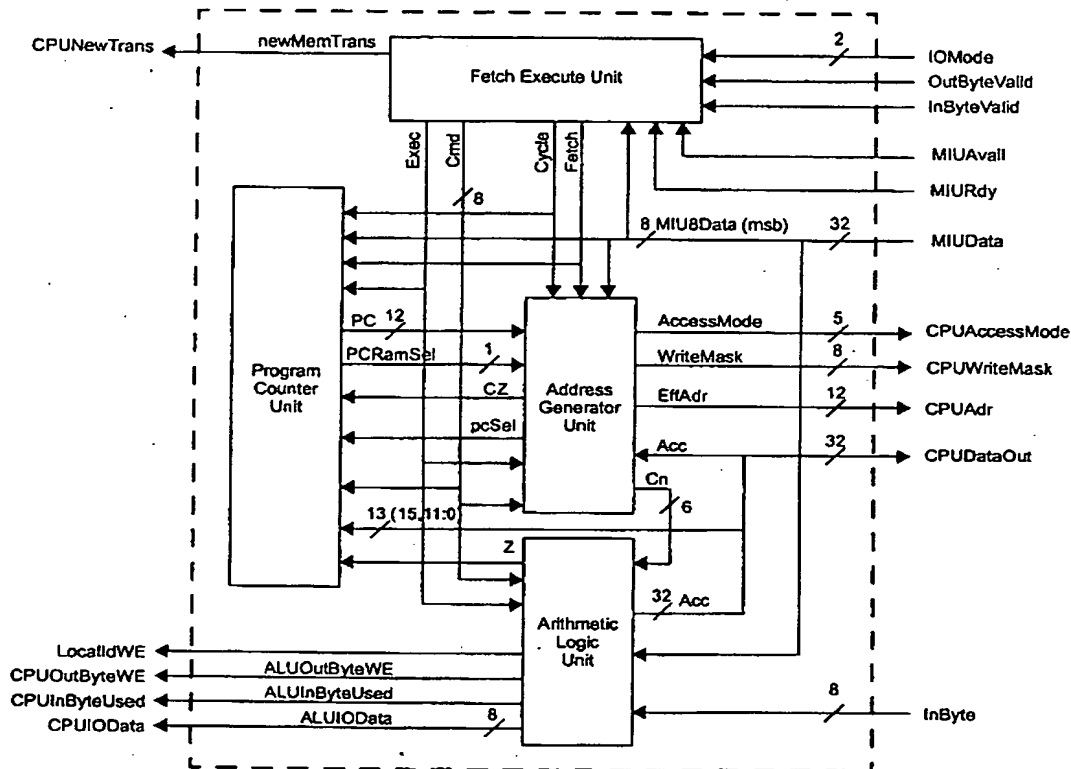 CPUNewTrans
newMemTrans
Fetch Execute Unit
2
IOMode
OutByteValid
InByteValid
MIUAvail
MIURdy
Exec
Cmd
Cycle
Fetch
8
8 MIU8Data (msb)
32
MIUData
PC
12
PCRamSel
1
CZ
pcSel
Program
Counter
Unit
Address
Generator
Unit
AccessMode
5
CPUAccessMode
WriteMask
8
CPUWriteMask
EffAdr
12
CPUAdr
Acc
32
CPUDataOut
Cn
6
13 (15,11:0)
Z
32
Acc
Arithmetic
Logic
Unit
LocalIdWE
CPUOutByteWE
ALUOutByteWE
CPUInByteUsed
ALUInByteUsed
CPUIOData
ALUIOData
8
8
InByte